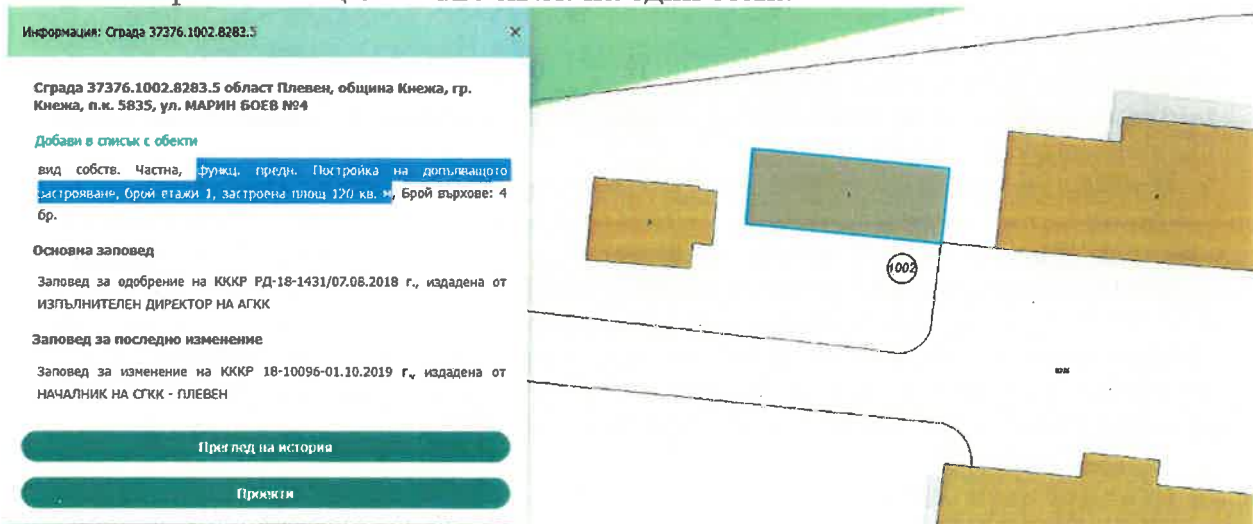 Информация: Сграда 37376.1002.8283.5
×
Сграда 37376.1002.8283.5 област Плевен, община Кнежа, гр.
Кнежа, п.к. 5835, ул. МАРИН БОЕВ №4
Добави в списък с обекти
вид собств. Частна, функц. предн. Постройка на допълващото
застрояване, брой етажи 1, застроена площ 120 кв. м, Брой върхове: 4
бр.
Основна заповед
Заповед за одобрение на КККР РД-18-1431/07.08.2018 г., издадена от
ИЗПЪЛНИТЕЛЕН ДИРЕКТОР НА АГКК
Заповед за последно изменение
Заповед за изменение на КККР 18-10096-01.10.2019 г., издадена от
НАЧАЛНИК НА СГКК - ПЛЕВЕН
Преглед на история
Проекти
1002